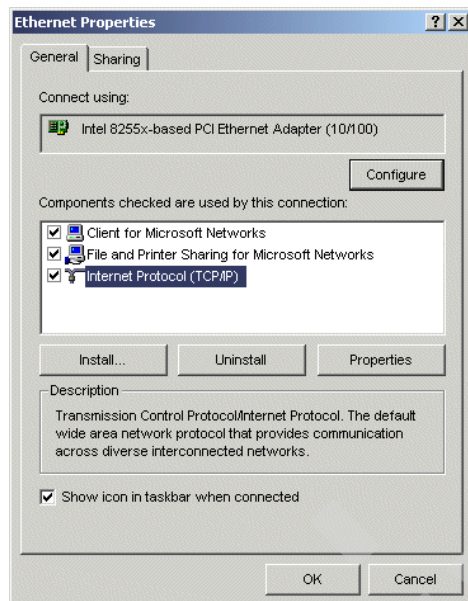 Ethernet Properties
General
Sharing
Connect using:
Intel 8255x-based PCI Ethernet Adapter (10/100)
Configure
Components checked are used by this connection:
Client for Microsoft Networks
File and Printer Sharing for Microsoft Networks
Internet Protocol (TCP/IP)
Install...
Uninstall
Properties
Description
Transmission Control Protocol/Internet Protocol. The default
wide area network protocol that provides communication
across diverse interconnected networks.
Show icon in taskbar when connected
OK
Cancel